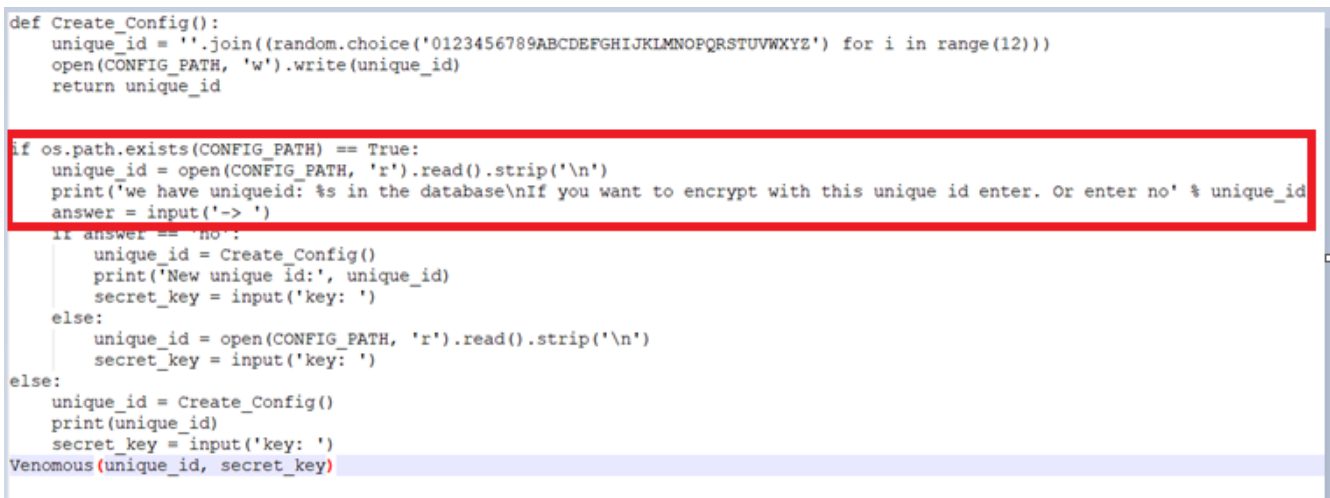 def Create_Config():
    unique_id = ''.join((random.choice('0123456789ABCDEFGHIJKLMNOPQRSTUVWXYZ') for i in range(12)))
    open(CONFIG_PATH, 'w').write(unique_id)
    return unique_id
if os.path.exists(CONFIG_PATH) == True:
    unique_id = open(CONFIG_PATH, 'r').read().strip('\n')
    print('we have uniqueid: %s in the database\nIf you want to encrypt with this unique id enter. Or enter no' % unique_id
    answer = input('-> ')
    if answer == 'no':
        unique_id = Create_Config()
        print('New unique id:', unique_id)
        secret_key = input('key: ')
    else:
        unique_id = open(CONFIG_PATH, 'r').read().strip('\n')
        secret_key = input('key: ')
else:
    unique_id = Create_Config()
    print(unique_id)
    secret_key = input('key: ')
Venomous(unique_id, secret_key)